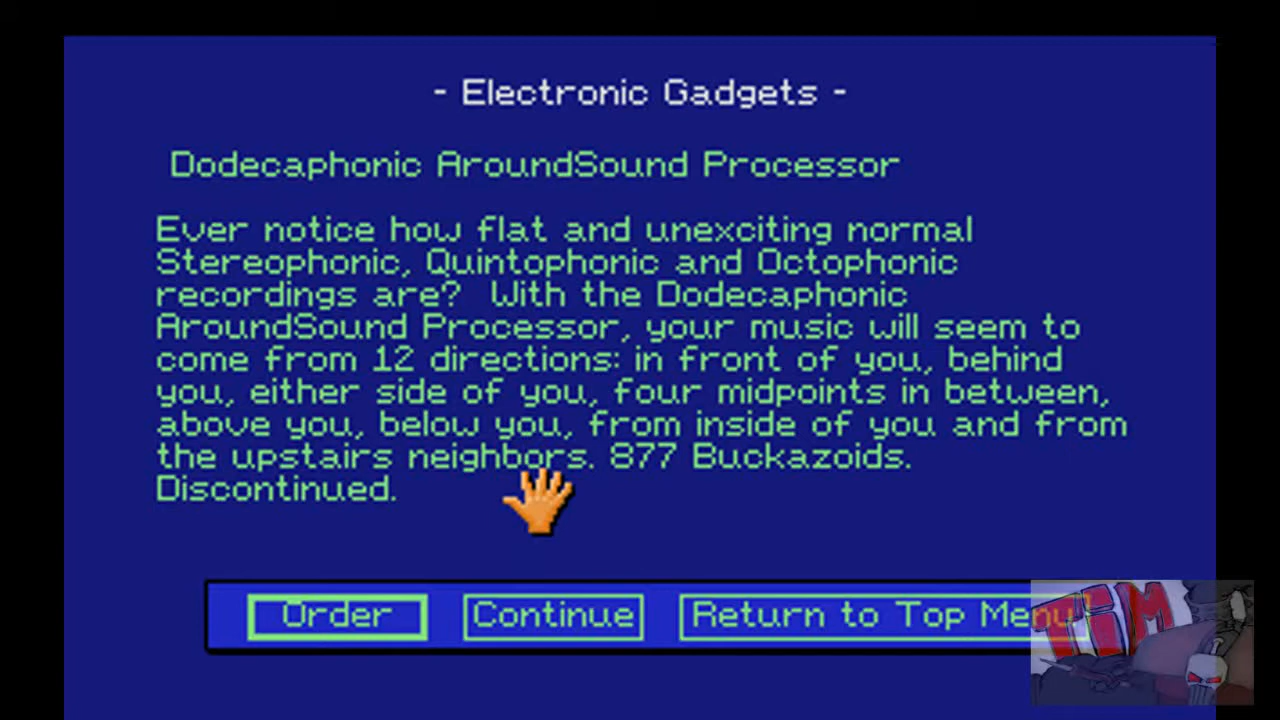 - Electronic Gadgets -
Dodecaphonic AroundSound Processor
Ever notice how flat and unexciting normal
Stereophonic, Quintophonic and Octophonic
recordings are?  With the Dodecaphonic
AroundSound Processor, your music will seem to
come from 12 directions: in front of you, behind
you, either side of you, four midpoints in between,
above you, below you, from inside of you and from
the upstairs neighbors. 877 Buckazoids.
Discontinued.
Order
Continue
Return to Top Menu
TiM